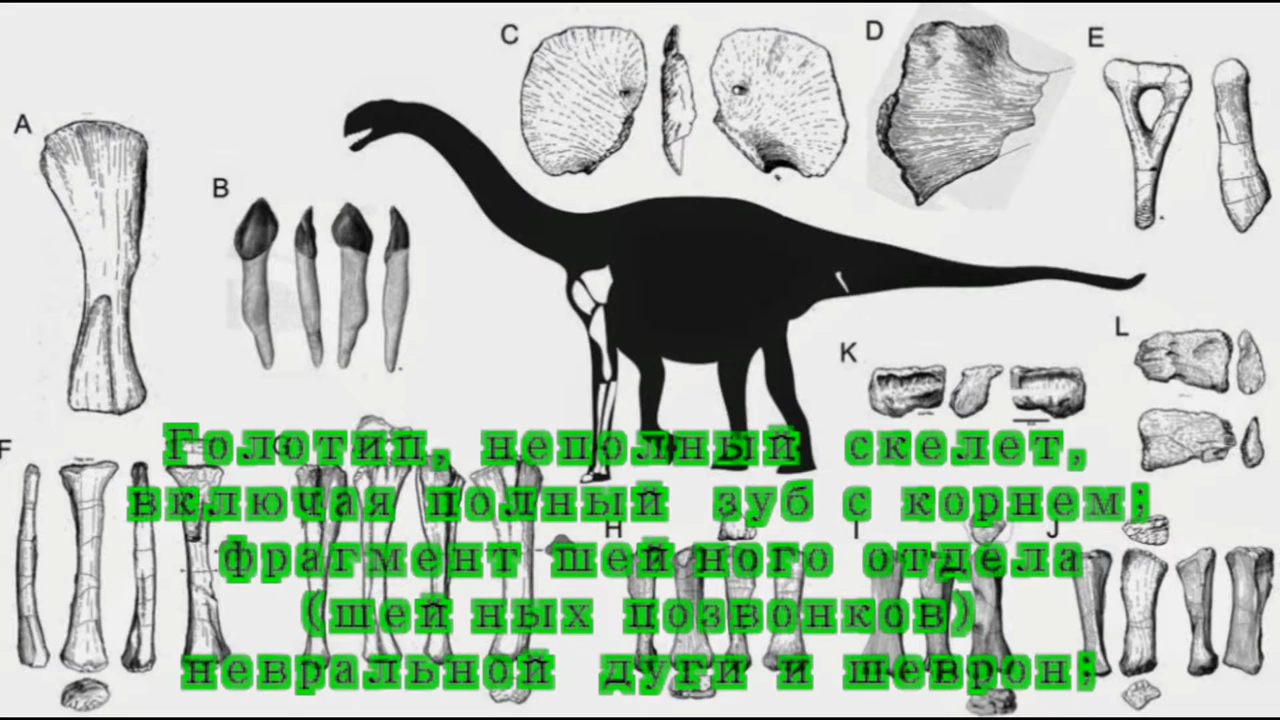 C
D
E
A
B
K
L
F
G
Голотип, неполный скелет,
включая полный зуб с корнем;
H
I
J
фрагмент шейного отдела
(шейных позвонков)
невральной дуги и шеврон;